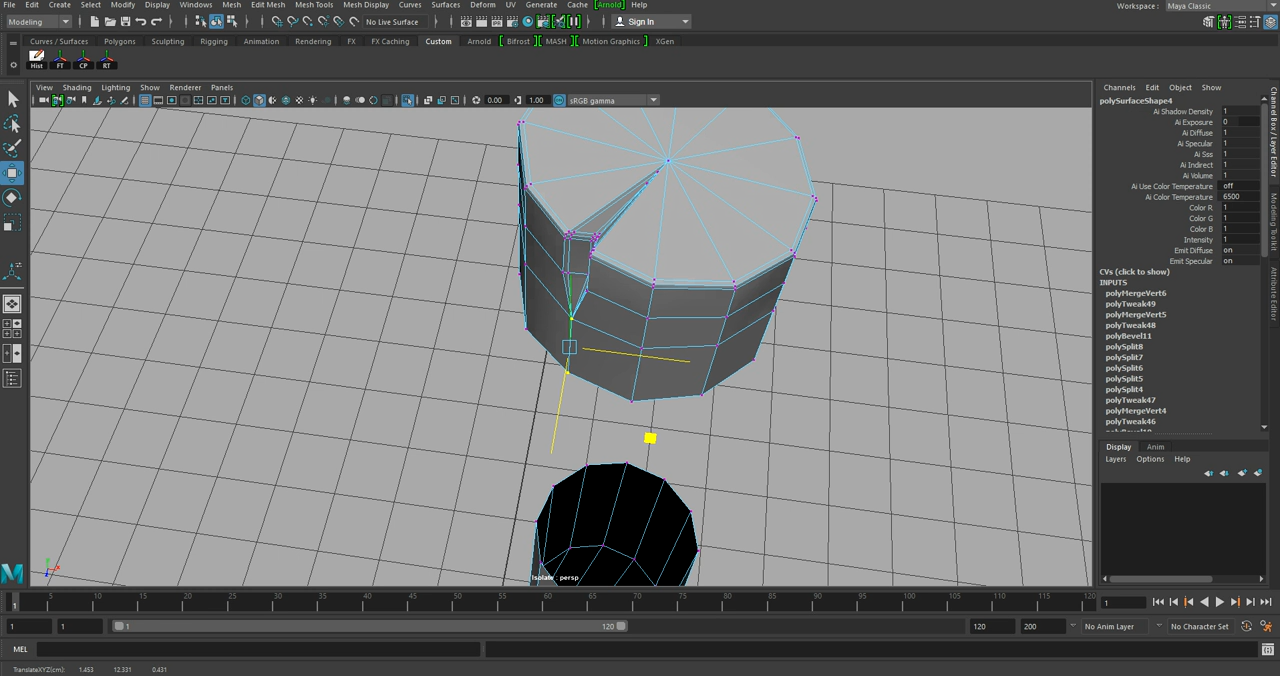 File Edit Create Select Modify Display Windows Mesh Edit Mesh Mesh Tools Mesh Display Curves Surfaces Deform UV Generate Cache [Arnold] Help Workspace : Maya Classic
Modeling No Live Surface Sign In
Curves / Surfaces Polygons Sculpting Rigging Animation Rendering FX FX Caching Custom Arnold Bifrost MASH Motion Graphics XGen
Hist FT CP RT
View Shading Lighting Show Renderer Panels
0.00 1.00 sRGB gamma
Channels Edit Object Show
polySurfaceShape4
Ai Shadow Density 1
Ai Exposure 0
Ai Diffuse 1
Ai Specular 1
Ai Sss 1
Ai Indirect 1
Ai Volume 1
Ai Use Color Temperature off
Ai Color Temperature 6500
Color R 1
Color G 1
Color B 1
Intensity 1
Emit Diffuse on
Emit Specular on
CVs (click to show)
INPUTS
polyMergeVert6
polyTweak49
polyMergeVert5
polyTweak48
polyBevel11
polySplit8
polySplit7
polySplit6
polySplit5
polySplit4
polyTweak47
polyMergeVert4
polyTweak46
Channel Box / Layer Editor
Modeling Toolkit
Attribute Editor
Display Anim
Layers Options Help
Isolate : persp
5 10 15 20 25 30 35 40 45 50 55 60 65 70 75 80 85 90 95 100 105 110 115 120 1
1 1 1 120 120 200 No Anim Layer No Character Set
MEL
TranslateXYZ(cm): 1.453 12.331 0.431